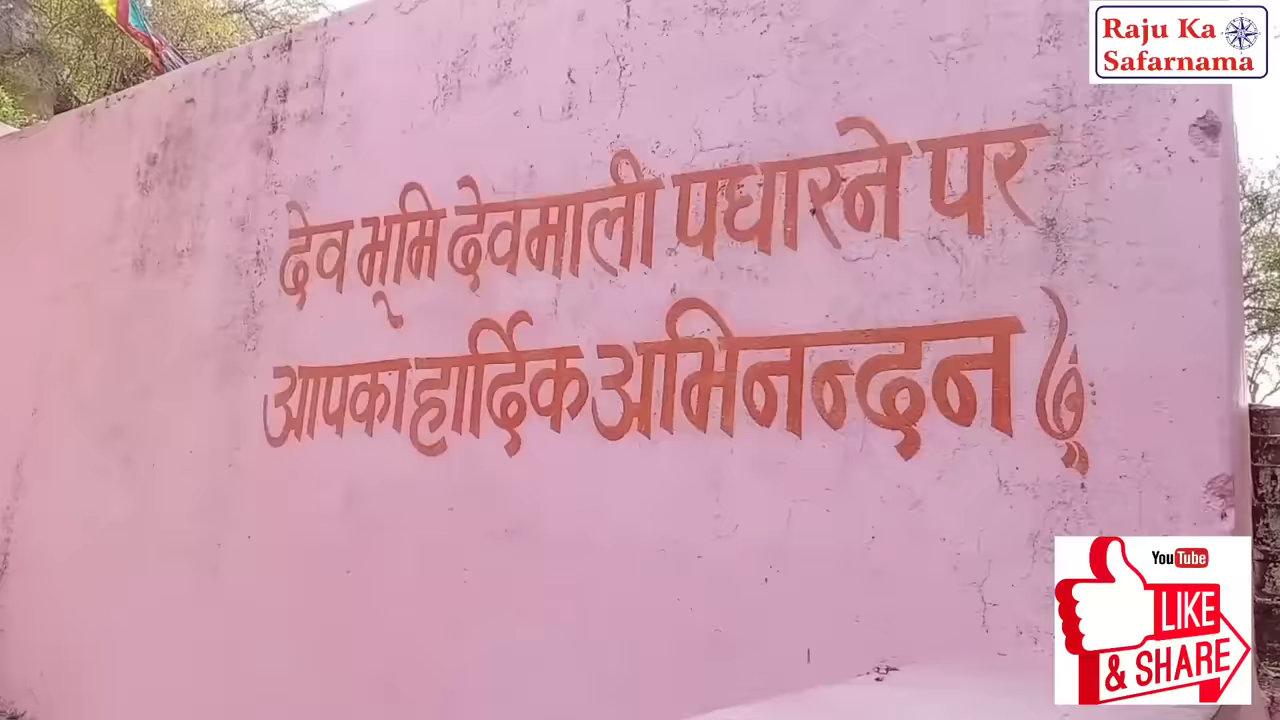 Raju Ka
Safarnama
देव भूमि देवमाली पधारने पर
आपका हार्दिक अभिनन्दन
YouTube
LIKE
& SHARE